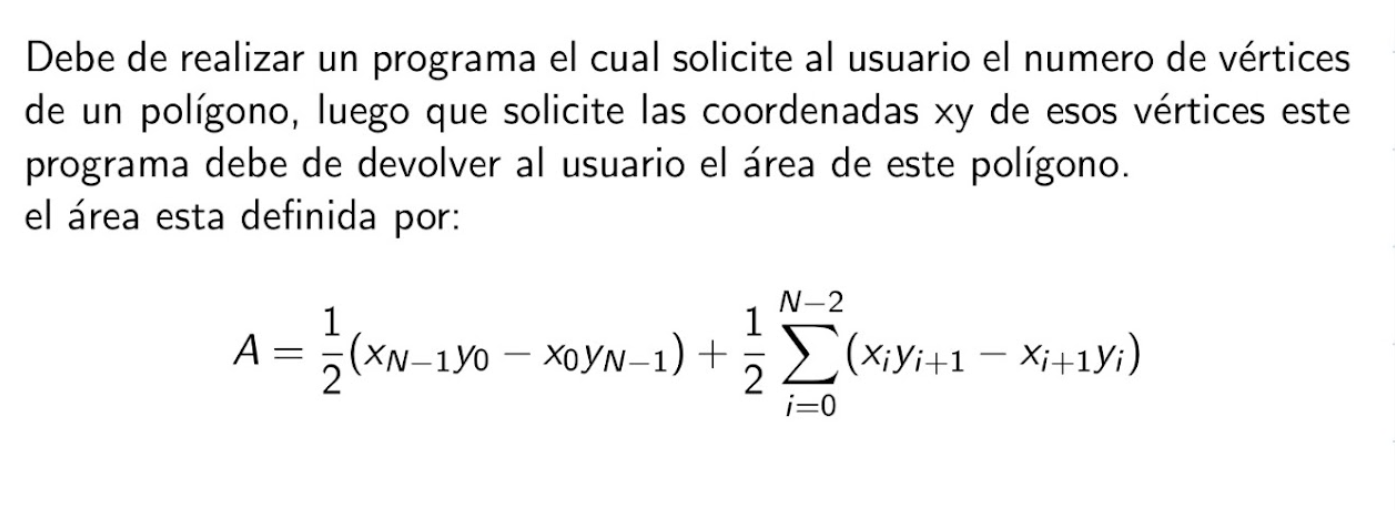 Debe de realizar un programa el cual solicite al usuario el numero de vértices
de un polígono, luego que solicite las coordenadas xy de esos vértices este
programa debe de devolver al usuario el área de este polígono.
el área esta definida por:
A = \frac{1}{2}(x_{N-1}y_0 - x_0y_{N-1}) + \frac{1}{2}\sum_{i=0}^{N-2}(x_iy_{i+1} - x_{i+1}y_i)